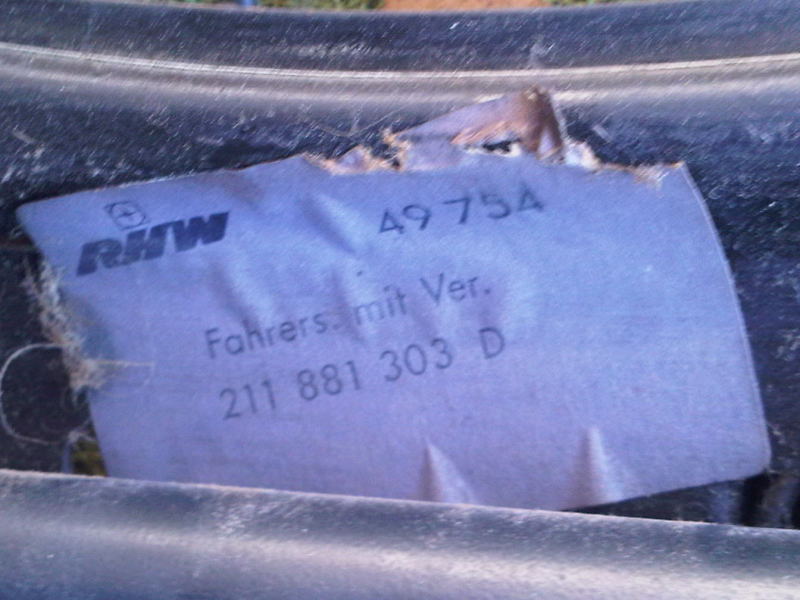 RHW 49754
Fahrers. mit Ver.
211 881 303 D